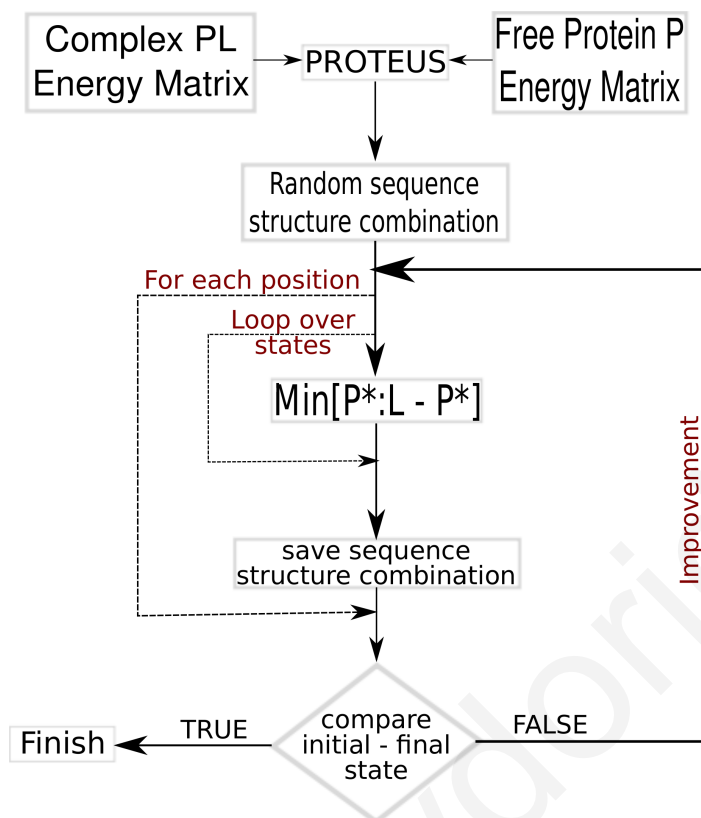 Complex PL
Energy Matrix
PROTEUS
Free Protein P
Energy Matrix
Random sequence
structure combination
For each position
Loop over
states
Min[P*:L - P*]
Improvement
save sequence
structure combination
compare
initial - final
state
TRUE
FALSE
Finish